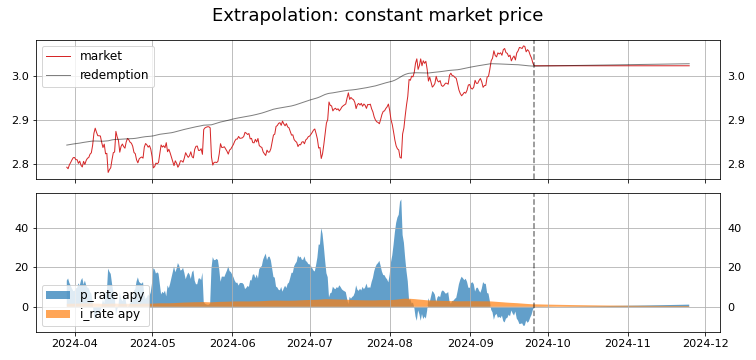 Extrapolation: constant market price
market
redemption
3.0 3.0
2.9 2.9
2.8 2.8
p_rate apy
i_rate apy
40 40
20 20
0 0
2024-04 2024-05 2024-06 2024-07 2024-08 2024-09 2024-10 2024-11 2024-12